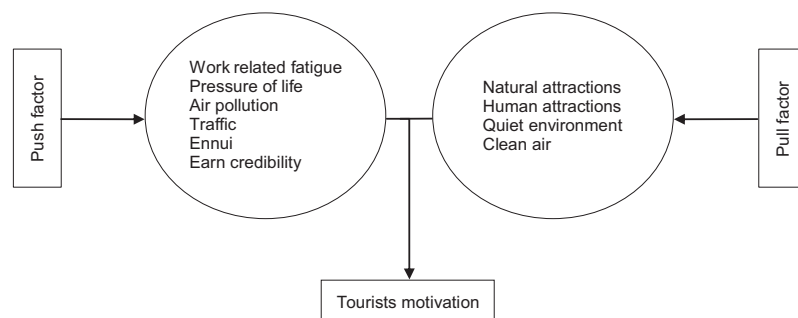 Push factor
Work related fatigue
Pressure of life
Air pollution
Traffic
Ennui
Earn credibility
Natural attractions
Human attractions
Quiet environment
Clean air
Pull factor
Tourists motivation